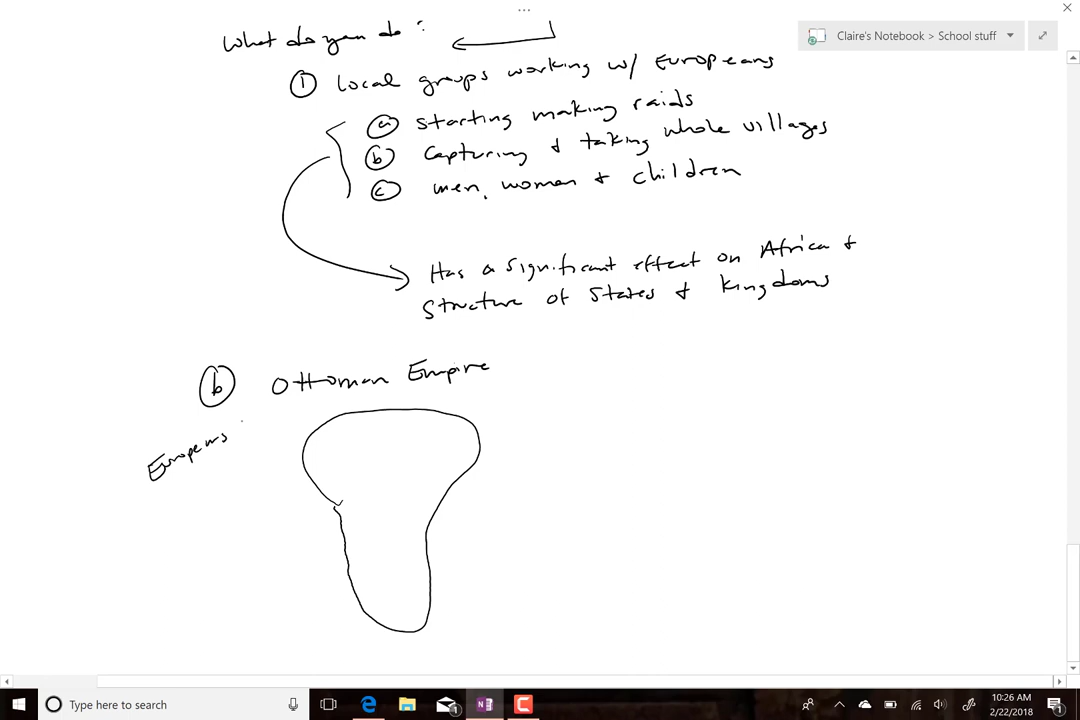 ...
What do you do ?
Claire's Notebook > School stuff
① Local groups working w/ Europeans
ⓐ starting making raids
ⓑ capturing & taking whole villages
ⓒ men, women & children
Has a significant effect on Africa &
structure of States & Kingdoms
ⓑ Ottoman Empire
Europeans
Type here to search
10:26 AM
2/22/2018